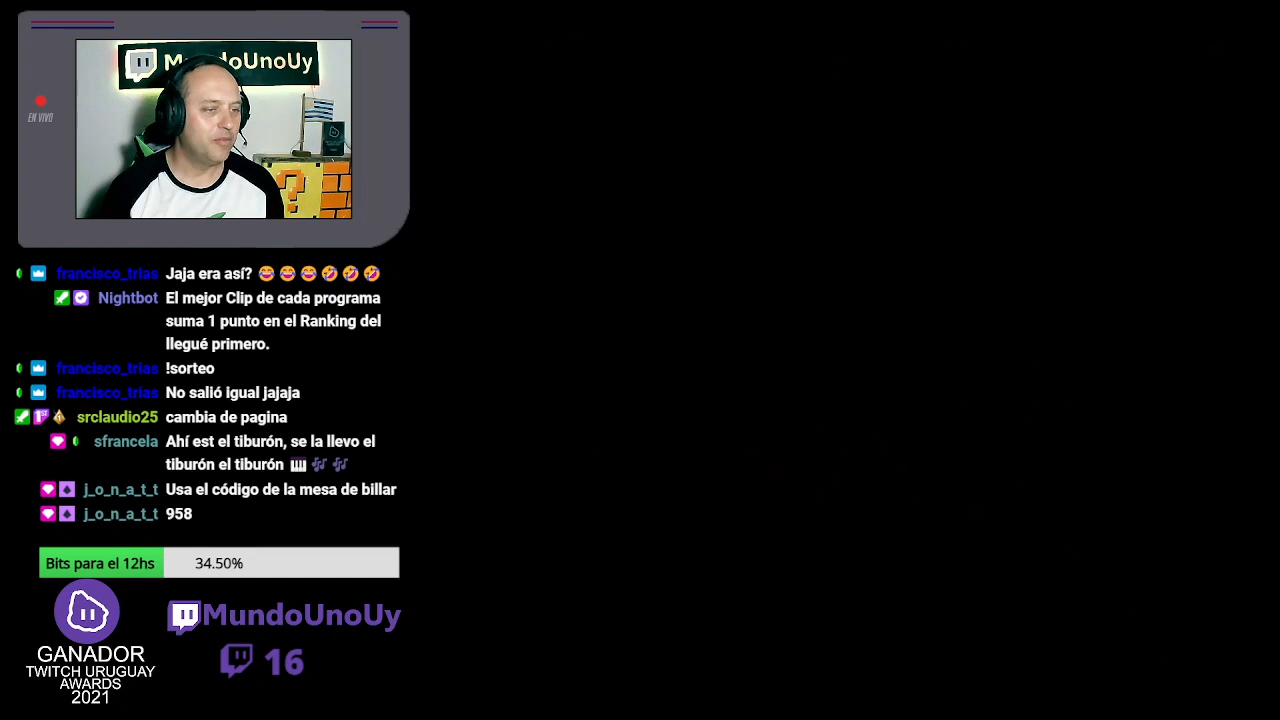 MundoUnoUy
EN VIVO
francisco_trias Jaja era así? 😂 😂 😂 🤣 🤣 🤣
Nightbot El mejor Clip de cada programa
suma 1 punto en el Ranking del
llegué primero.
francisco_trias !sorteo
francisco_trias No salió igual jajaja
srclaudio25 cambia de pagina
sfrancela Ahí est el tiburón, se la llevo el
tiburón el tiburón 🎹 🎶 🎶
j_o_n_a_t_t Usa el código de la mesa de billar
j_o_n_a_t_t 958
Bits para el 12hs 34.50%
MundoUnoUy
16
GANADOR
TWITCH URUGUAY
AWARDS
2021